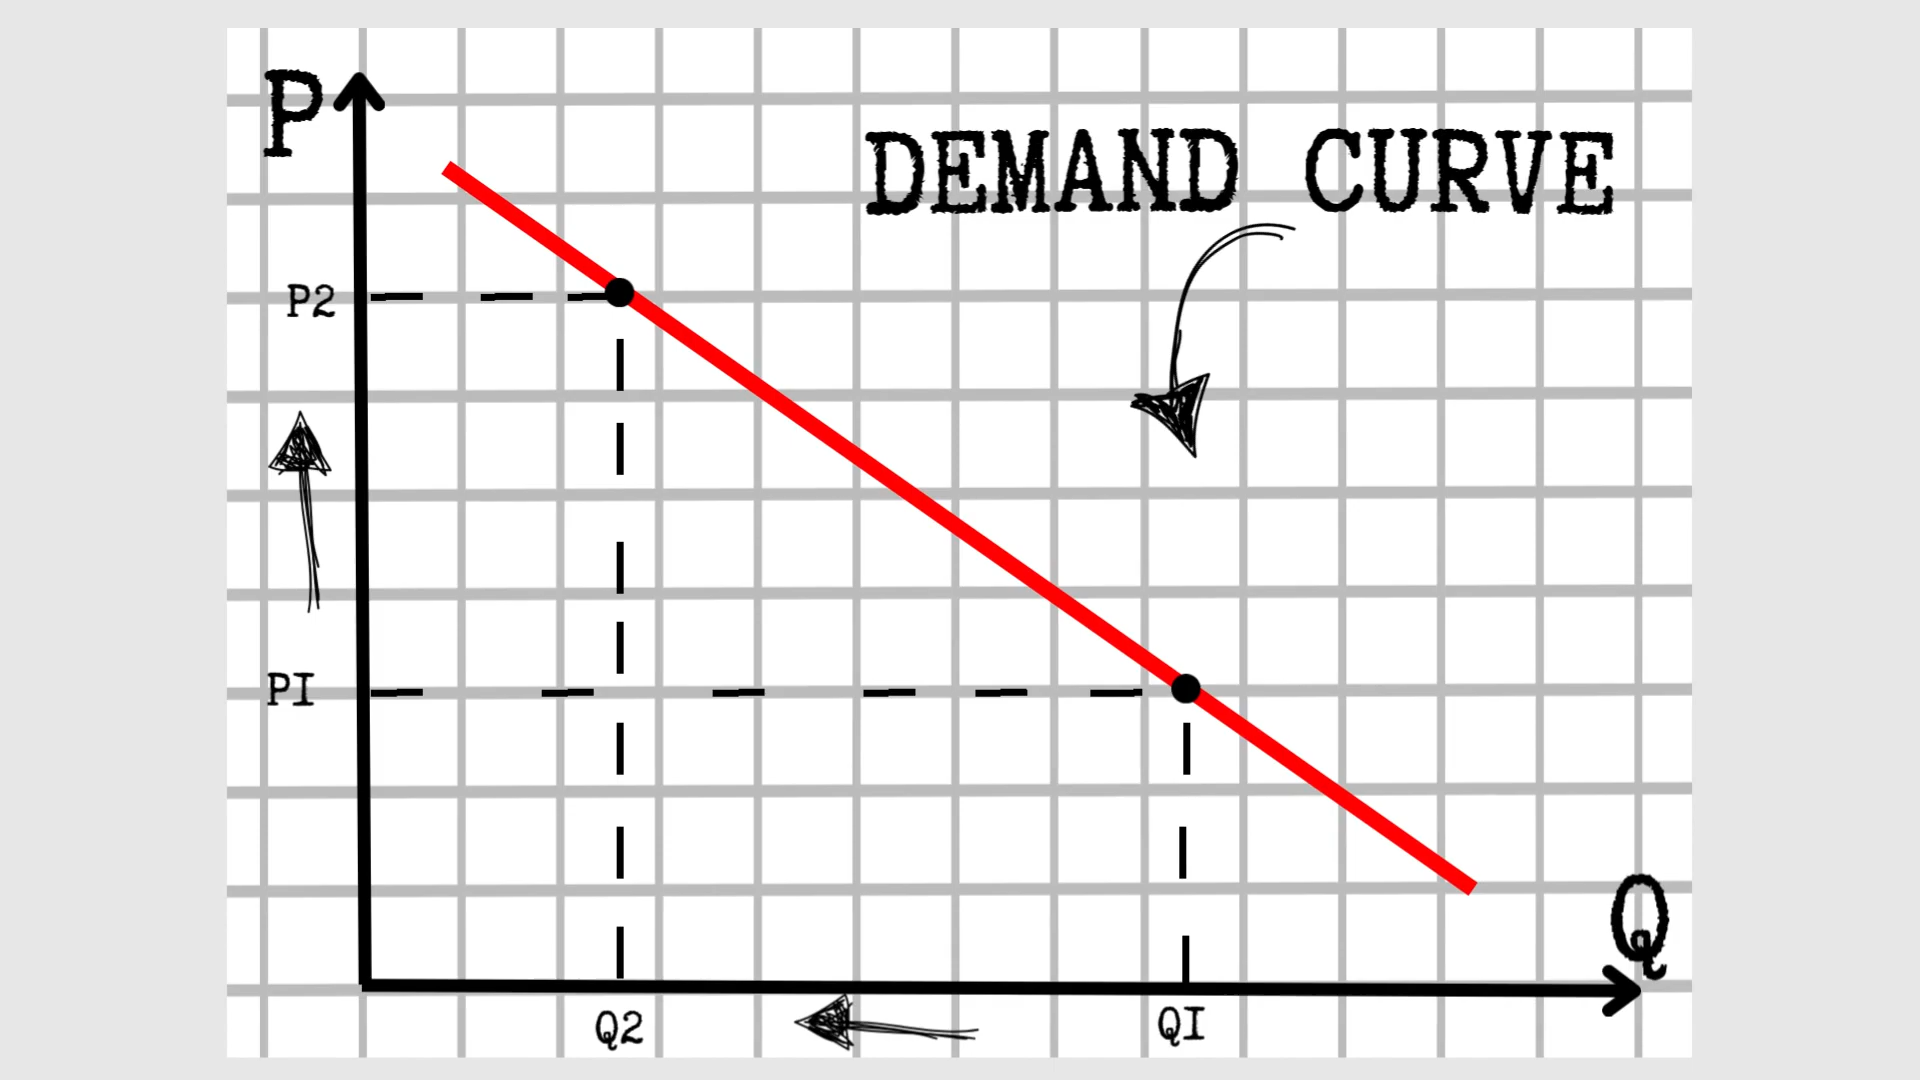 P
DEMAND CURVE
P2
PI
Q
Q2
QI